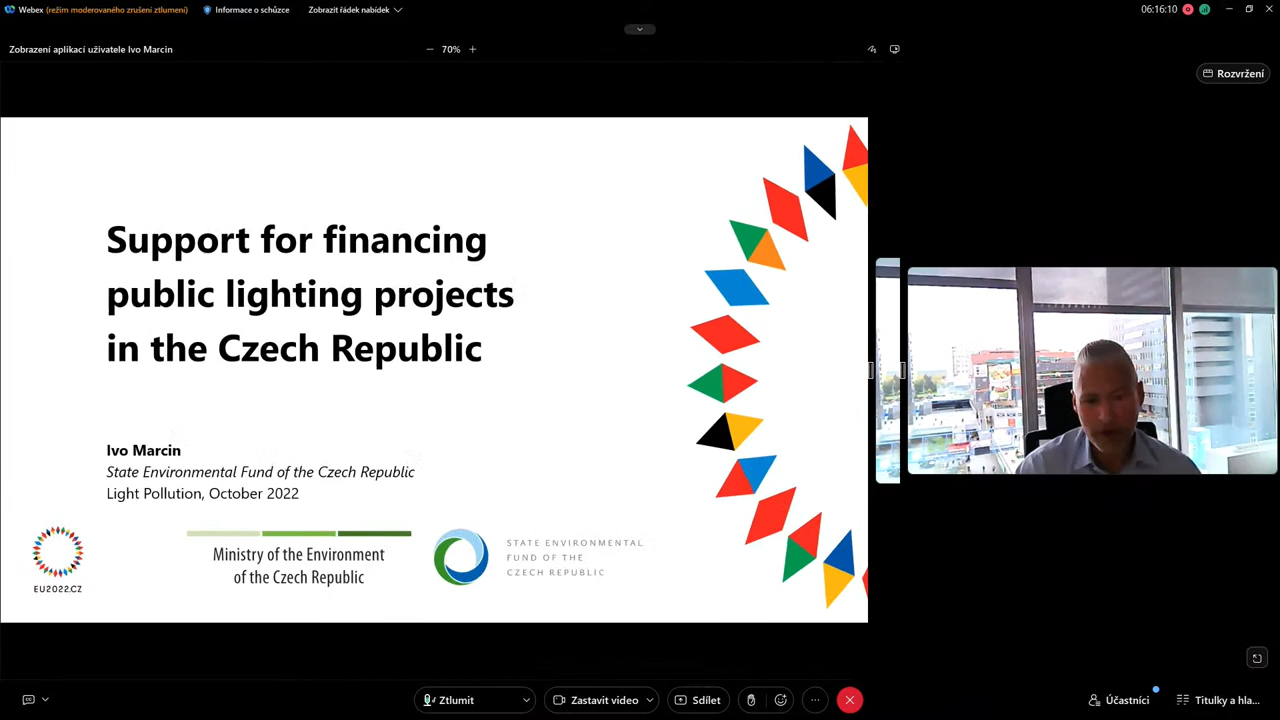 Webex (režim moderovaného zrušení ztlumení)
Informace o schůzce
Zobrazit řádek nabídek
06:16:10
Zobrazení aplikací uživatele Ivo Marcin
70%
Rozvržení
Support for financing
public lighting projects
in the Czech Republic
Ivo Marcin
State Environmental Fund of the Czech Republic
Light Pollution, October 2022
EU2022.CZ
Ministry of the Environment
of the Czech Republic
STATE ENVIRONMENTAL
FUND OF THE
CZECH REPUBLIC
Ztlumit
Zastavit video
Sdílet
Účastníci
Titulky a hla...